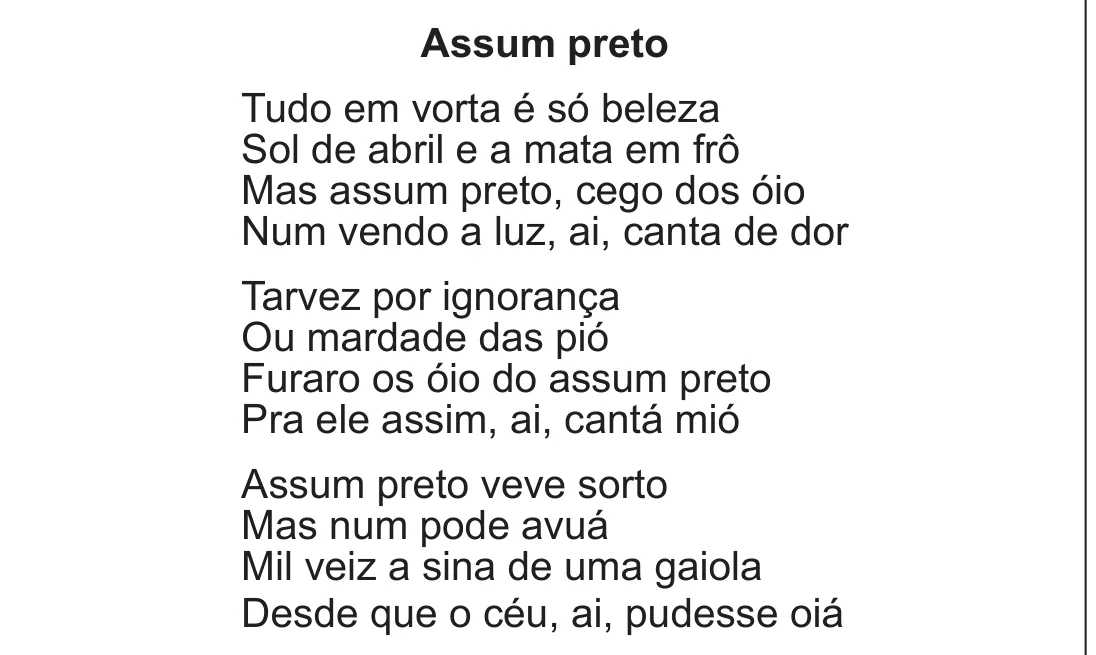 Assum preto
Tudo em vorta é só beleza
Sol de abril e a mata em frô
Mas assum preto, cego dos óio
Num vendo a luz, ai, canta de dor
Tarvez por ignorança
Ou mardade das pió
Furaro os óio do assum preto
Pra ele assim, ai, cantá mió
Assum preto veve sorto
Mas num pode avuá
Mil veiz a sina de uma gaiola
Desde que o céu, ai, pudesse oiá